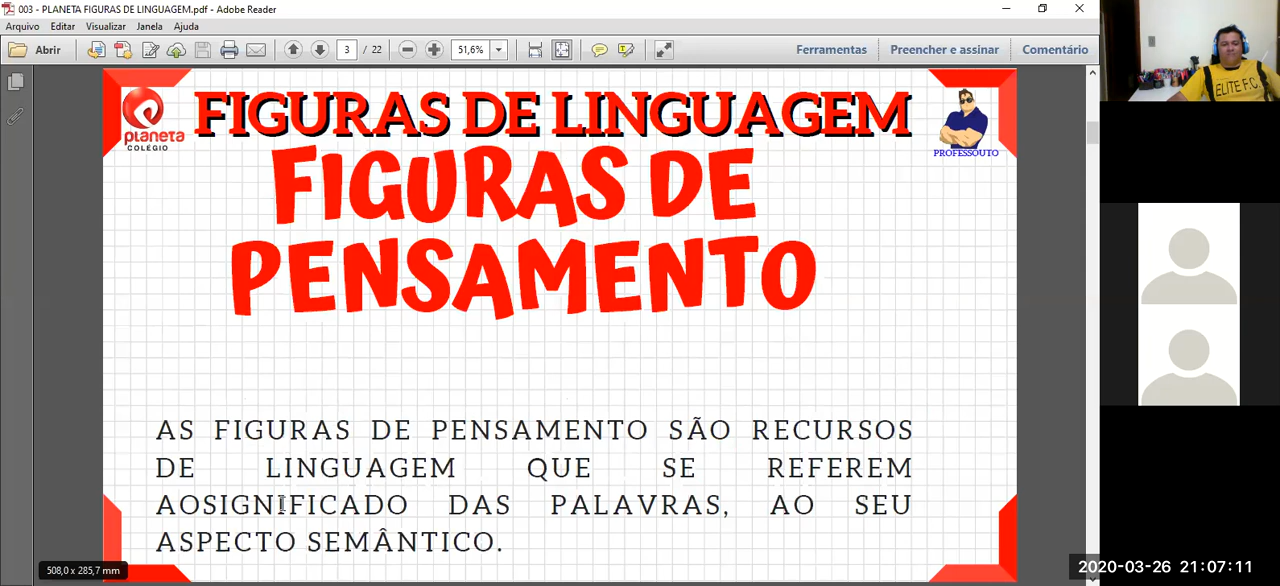 003 - PLANETA FIGURAS DE LINGUAGEM.pdf - Adobe Reader
Arquivo Editar Visualizar Janela Ajuda
Abrir 3 / 22 51,6% Ferramentas Preencher e assinar Comentário
planeta
COLÉGIO
FIGURAS DE LINGUAGEM
PROFESSOUTO
FIGURAS DE
PENSAMENTO
AS FIGURAS DE PENSAMENTO SÃO RECURSOS
DE LINGUAGEM QUE SE REFEREM
AOSIGNIFICADO DAS PALAVRAS, AO SEU
ASPECTO SEMÂNTICO.
508,0 x 285,7 mm
ELITE F.C
2020-03-26 21:07:11